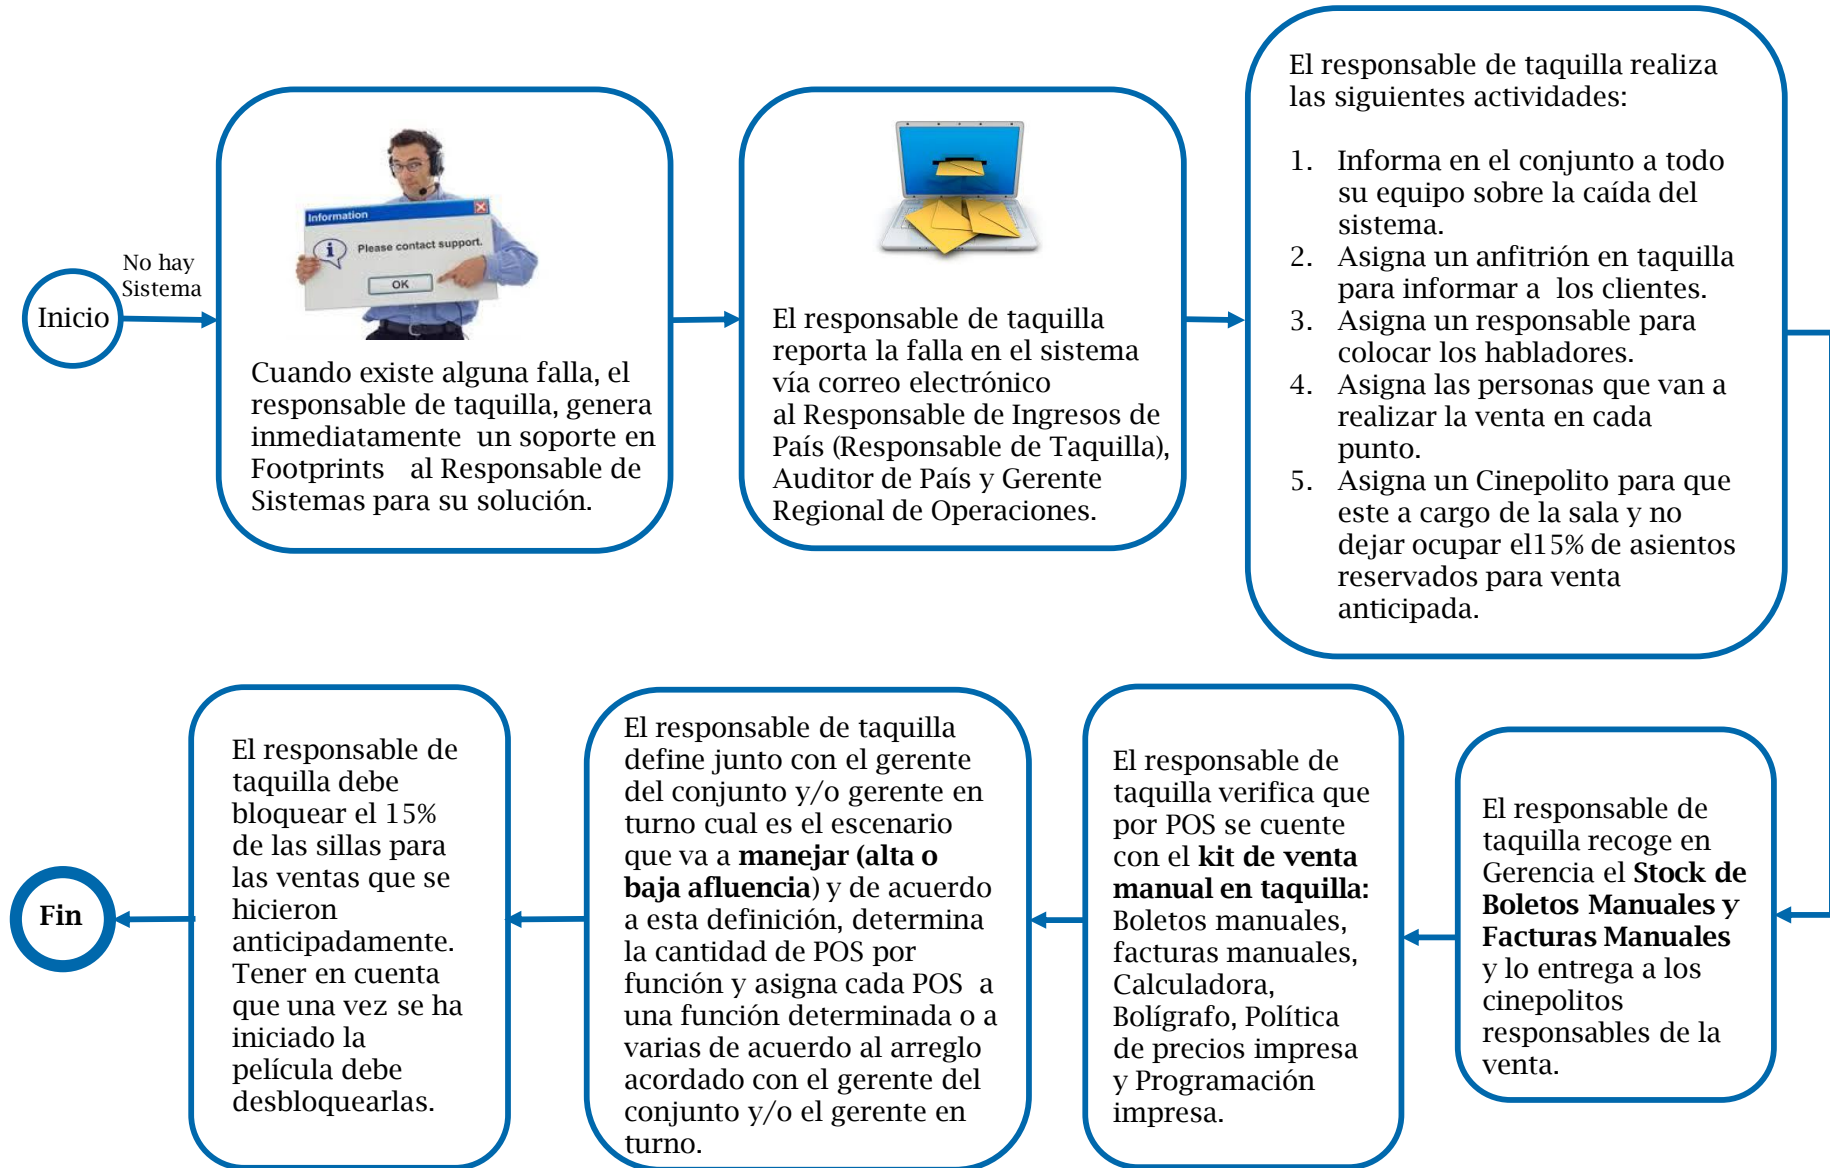 Inicio
No hay
Sistema
Information
Please contact support.
OK
Cuando existe alguna falla, el
responsable de taquilla, genera
inmediatamente un soporte en
Footprints al Responsable de
Sistemas para su solución.
El responsable de taquilla
reporta la falla en el sistema
vía correo electrónico
al Responsable de Ingresos de
País (Responsable de Taquilla),
Auditor de País y Gerente
Regional de Operaciones.
El responsable de taquilla realiza
las siguientes actividades:
1. Informa en el conjunto a todo
su equipo sobre la caída del
sistema.
2. Asigna un anfitrión en taquilla
para informar a los clientes.
3. Asigna un responsable para
colocar los habladores.
4. Asigna las personas que van a
realizar la venta en cada
punto.
5. Asigna un Cinepolito para que
este a cargo de la sala y no
dejar ocupar el15% de asientos
reservados para venta
anticipada.
El responsable de
taquilla recoge en
Gerencia el Stock de
Boletos Manuales y
Facturas Manuales
y lo entrega a los
cinepolitos
responsables de la
venta.
El responsable de
taquilla verifica que
por POS se cuente
con el kit de venta
manual en taquilla:
Boletos manuales,
facturas manuales,
Calculadora,
Bolígrafo, Política
de precios impresa
y Programación
impresa.
El responsable de taquilla
define junto con el gerente
del conjunto y/o gerente en
turno cual es el escenario
que va a manejar (alta o
baja afluencia) y de acuerdo
a esta definición, determina
la cantidad de POS por
función y asigna cada POS a
una función determinada o a
varias de acuerdo al arreglo
acordado con el gerente del
conjunto y/o el gerente en
turno.
El responsable de
taquilla debe
bloquear el 15%
de las sillas para
las ventas que se
hicieron
anticipadamente.
Tener en cuenta
que una vez se ha
iniciado la
película debe
desbloquearlas.
Fin